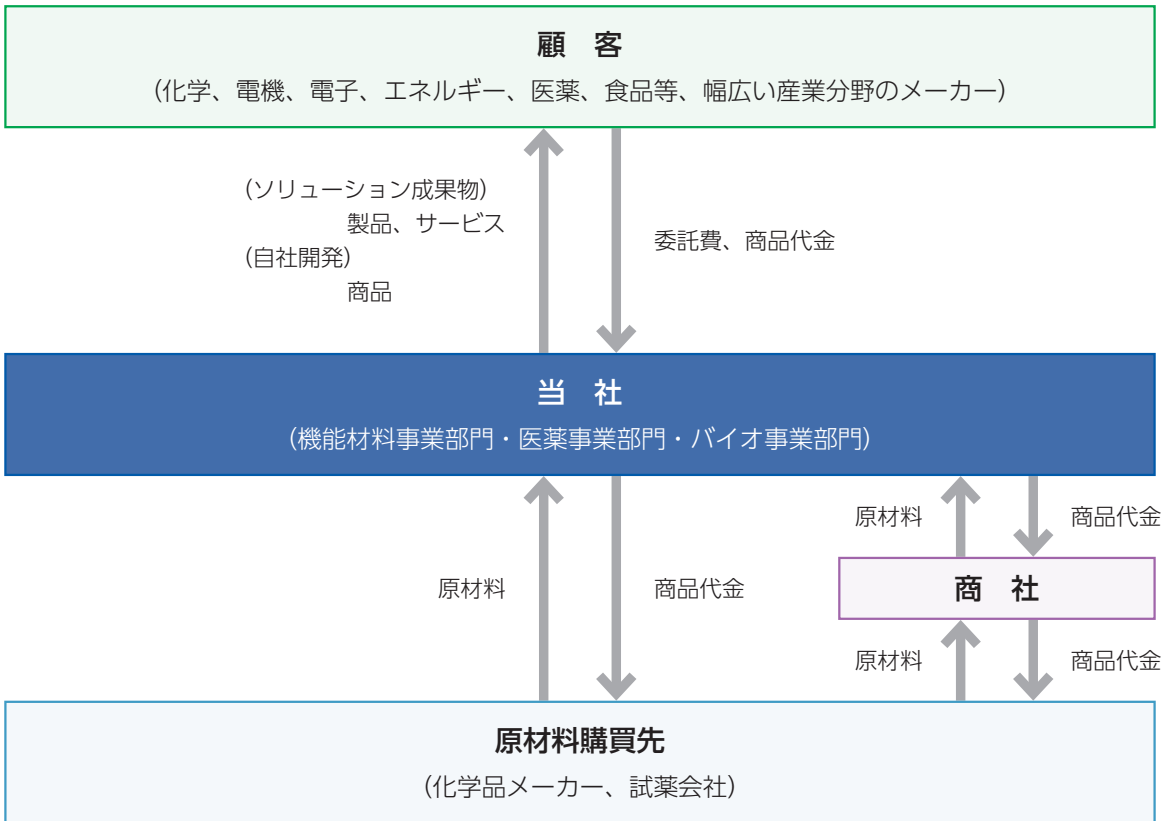 顧　客
(化学、電機、電子、エネルギー、医薬、食品等、幅広い産業分野のメーカー)
(ソリューション成果物)
製品、サービス
(自社開発)
商品
委託費、商品代金
当　社
(機能材料事業部門・医薬事業部門・バイオ事業部門)
原材料
商品代金
原材料
商品代金
商　社
原材料
商品代金
原材料購買先
(化学品メーカー、試薬会社)